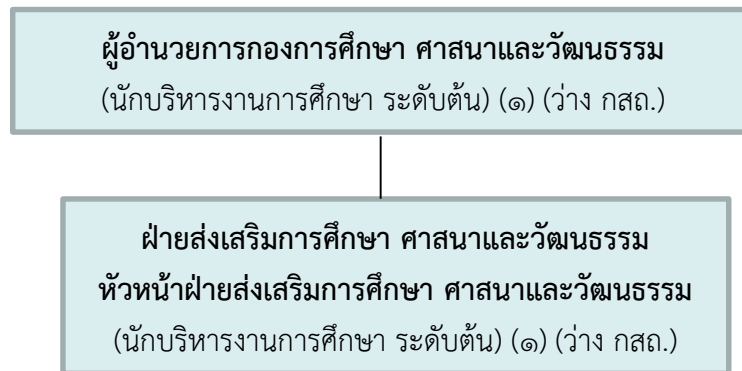 ผู้อำนวยการกองการศึกษา ศาสนาและวัฒนธรรม
(นักบริหารงานการศึกษา ระดับต้น) (๑) (ว่าง กสถ.)
ฝ่ายส่งเสริมการศึกษา ศาสนาและวัฒนธรรม
หัวหน้าฝ่ายส่งเสริมการศึกษา ศาสนาและวัฒนธรรม
(นักบริหารงานการศึกษา ระดับต้น) (๑) (ว่าง กสถ.)